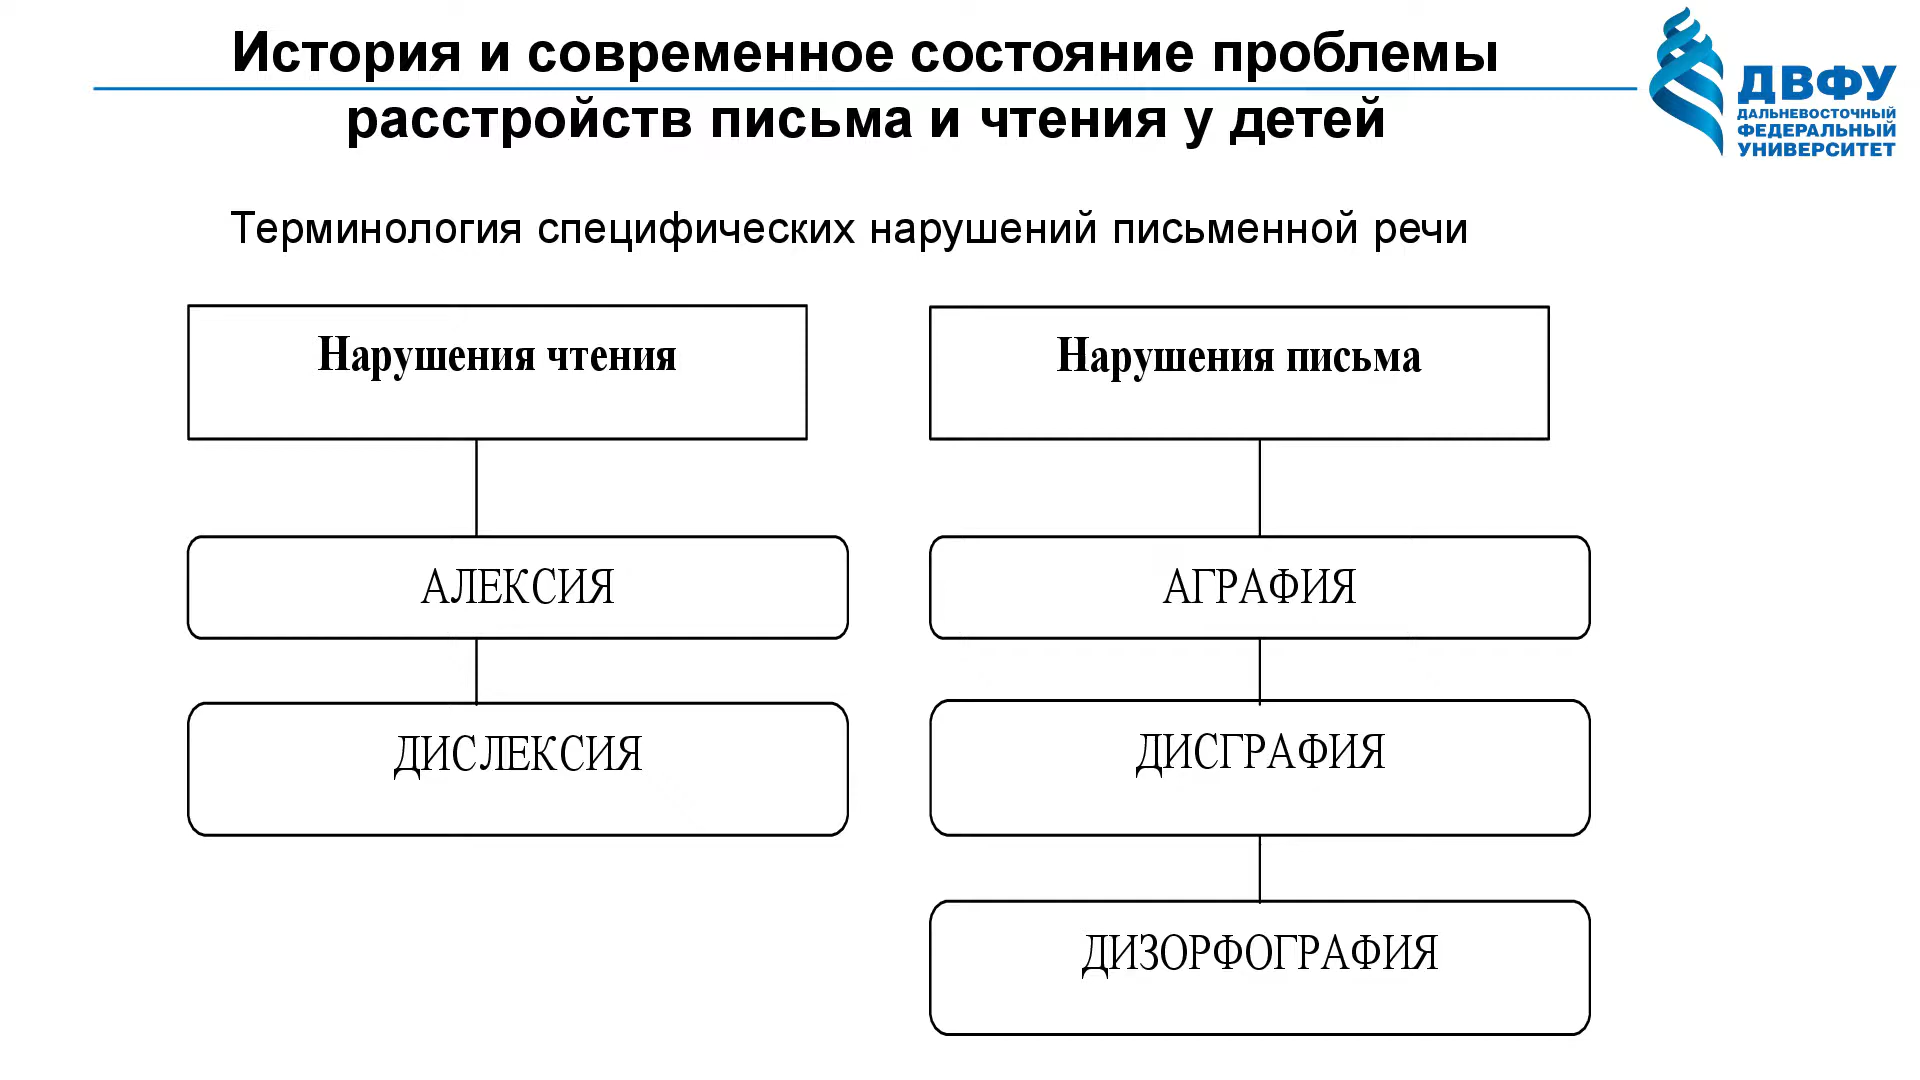 История и современное состояние проблемы
расстройств письма и чтения у детей
ДВФУ
ДАЛЬНЕВОСТОЧНЫЙ
ФЕДЕРАЛЬНЫЙ
УНИВЕРСИТЕТ
Терминология специфических нарушений письменной речи
Нарушения чтения
Нарушения письма
АЛЕКСИЯ
АГРАФИЯ
ДИСЛЕКСИЯ
ДИСГРАФИЯ
ДИЗОРФОГРАФИЯ